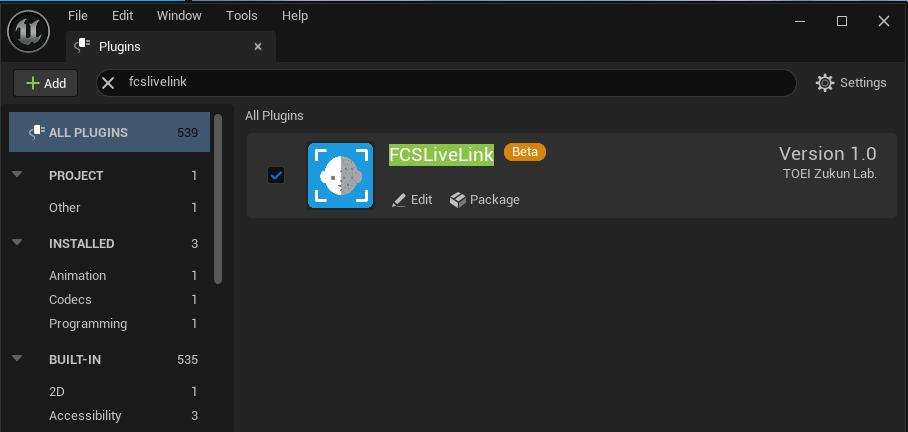 File Edit Window Tools Help
Plugins
Add
fcslivelink
Settings
ALL PLUGINS 539
PROJECT 1
Other 1
INSTALLED 3
Animation 1
Codecs 1
Programming 1
BUILT-IN 535
2D 1
Accessibility 3
All Plugins
FCSLiveLink Beta
Version 1.0
TOEI Zukun Lab.
Edit Package